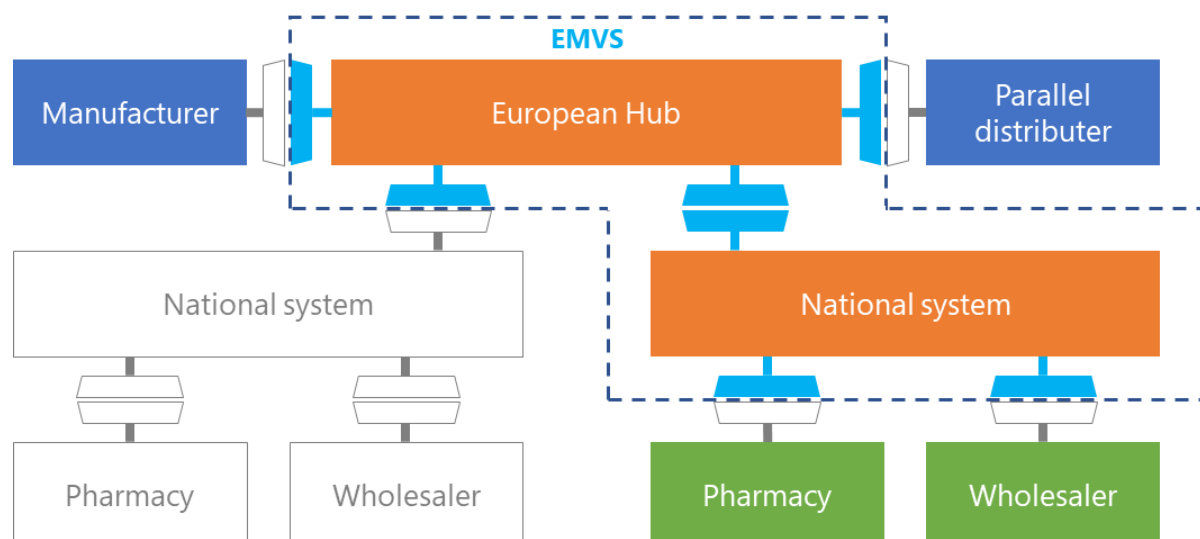 EMVS
Manufacturer
European Hub
Parallel
distributer
National system
National system
Pharmacy
Wholesaler
Pharmacy
Wholesaler